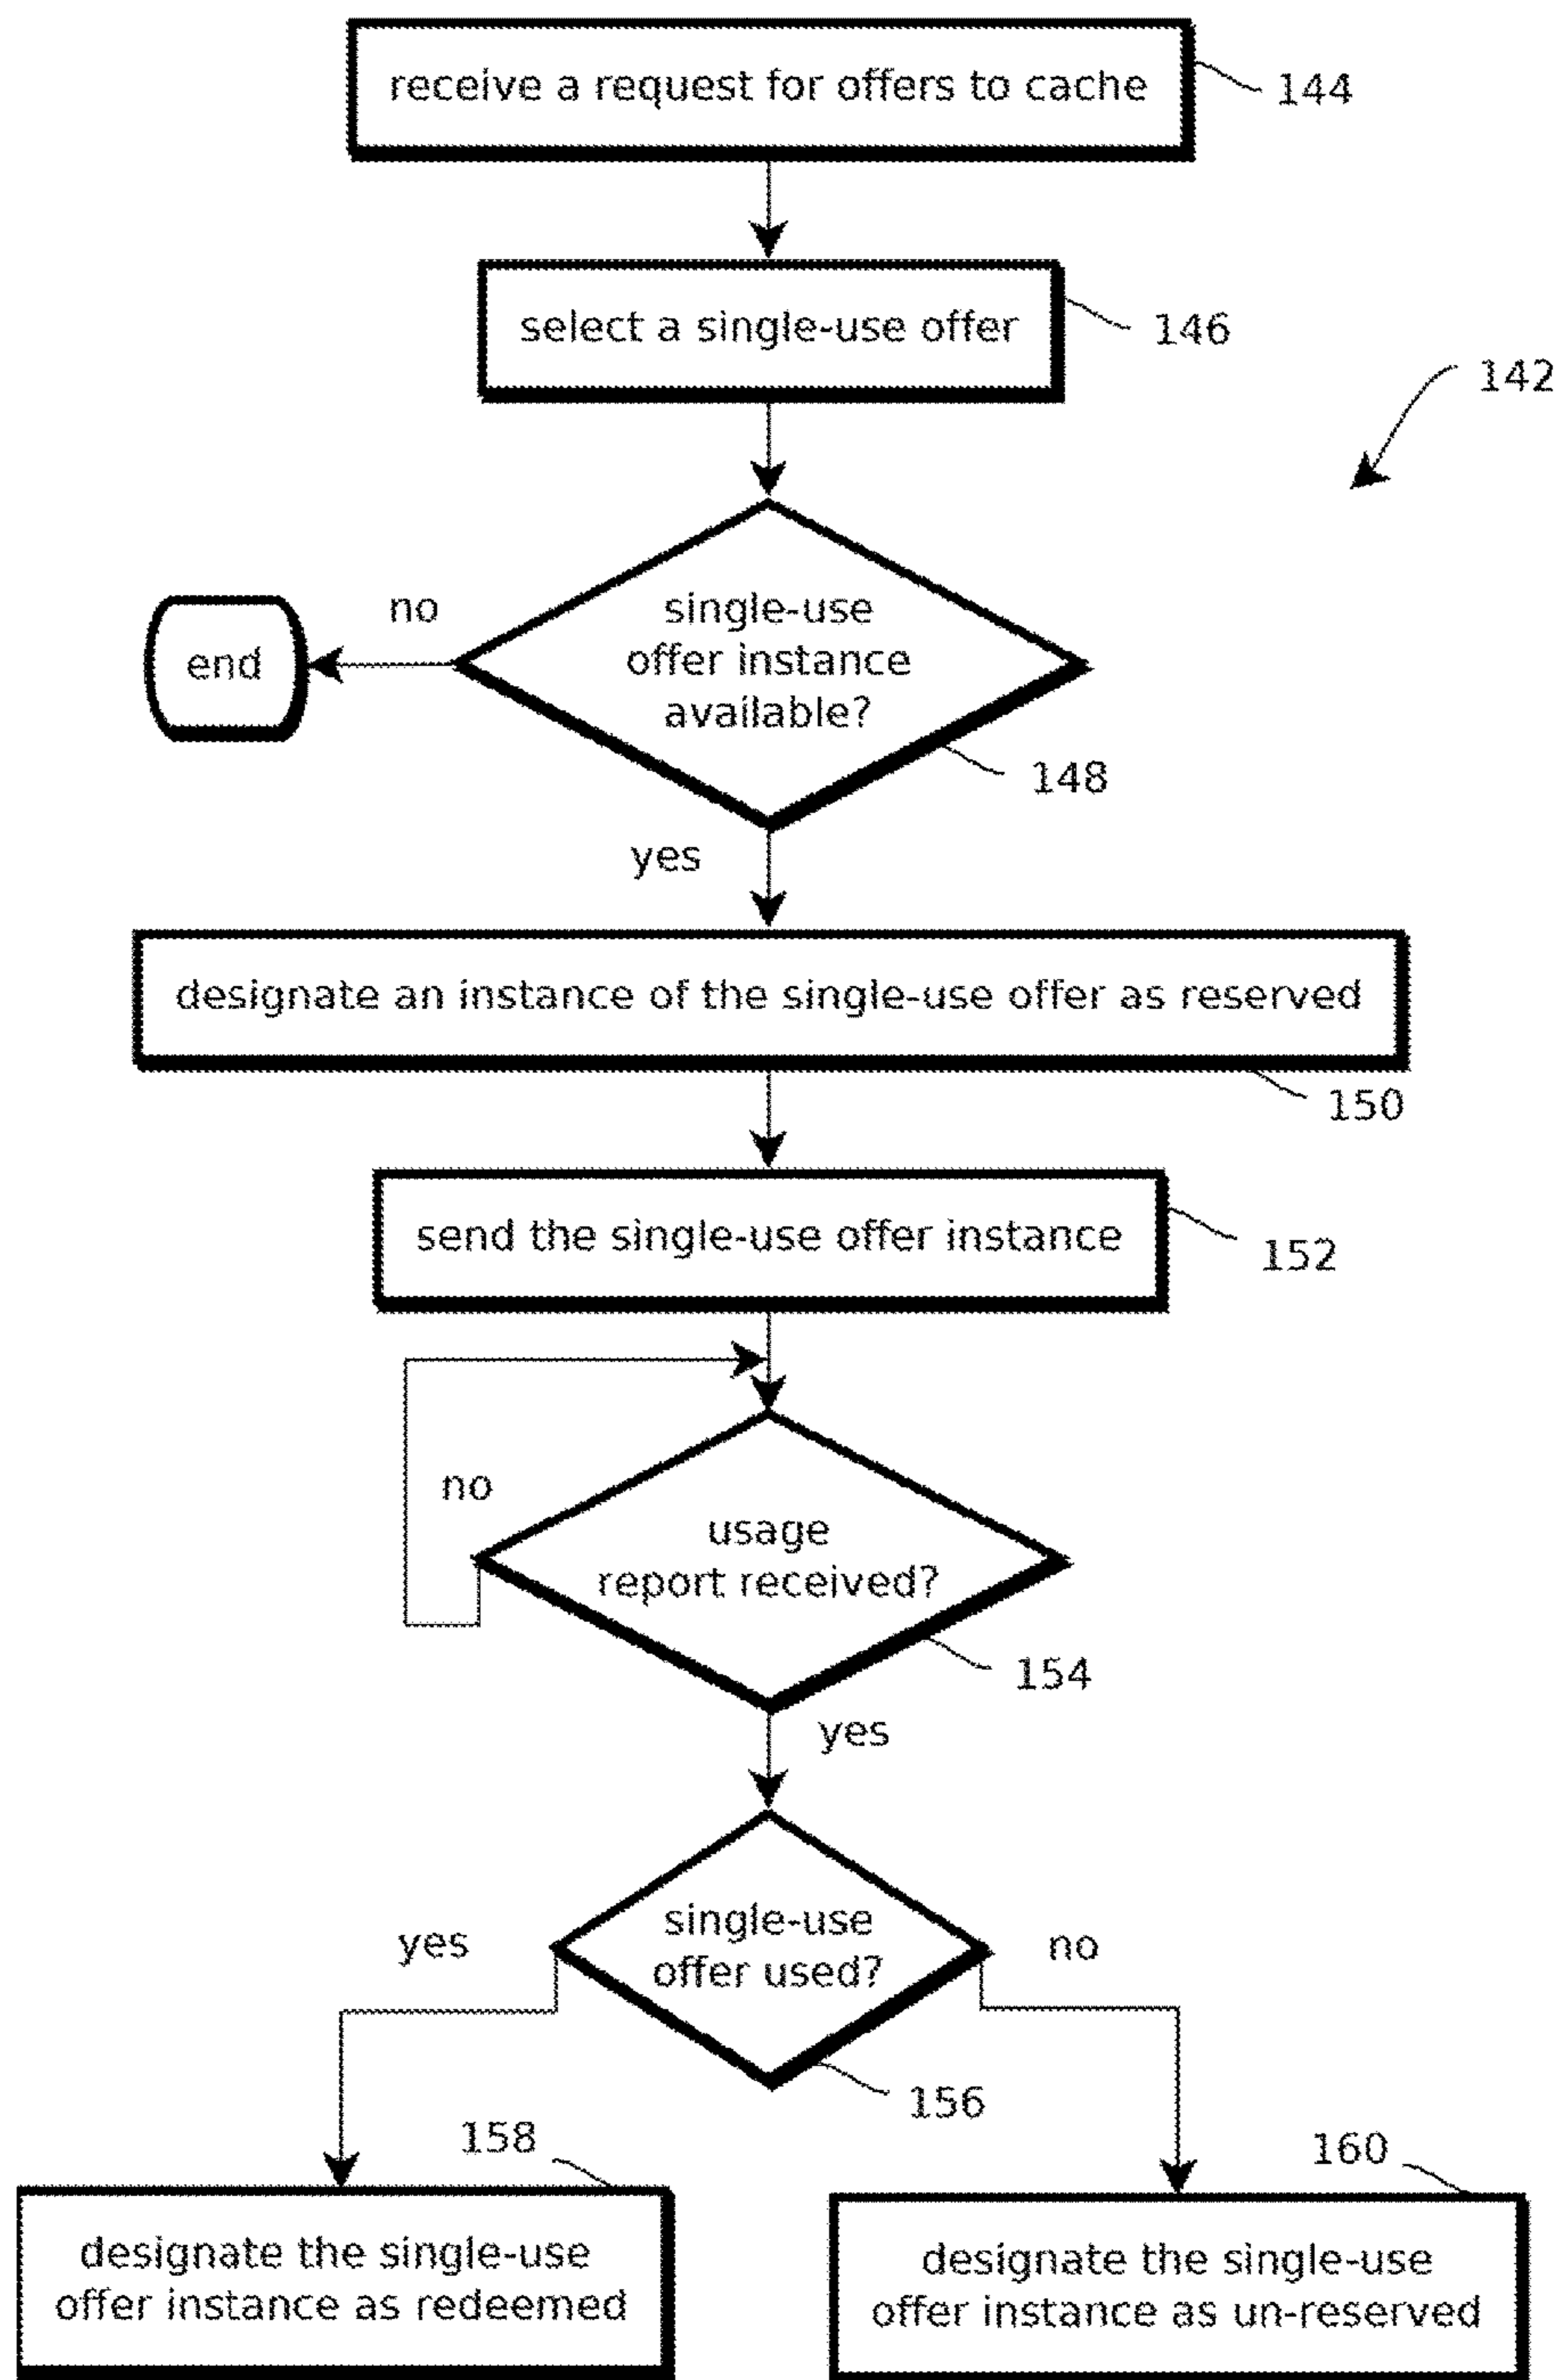 receive a request for offers to cache
144
select a single-use offer
146
142
single-use
offer instance
available?
no
end
148
yes
designate an instance of the single-use offer as reserved
150
send the single-use offer instance
152
no
usage
report received?
154
yes
single-use
offer used?
yes
no
156
158
160
designate the single-use
offer instance as redeemed
designate the single-use
offer instance as un-reserved